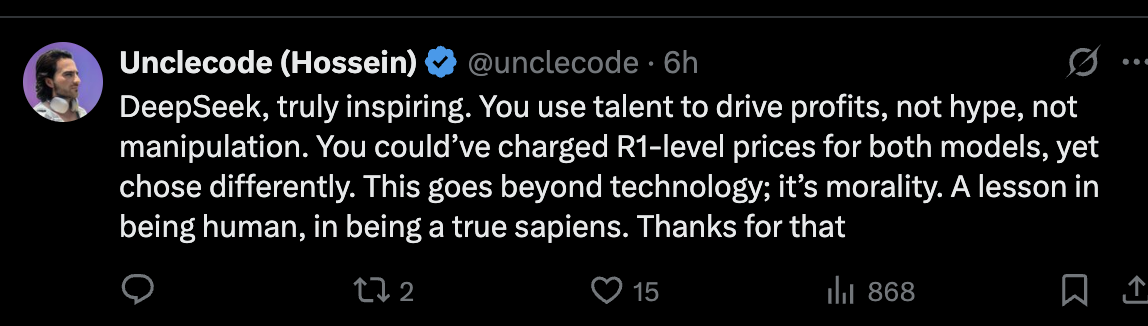 Unclecode (Hossein) @unclecode · 6h
DeepSeek, truly inspiring. You use talent to drive profits, not hype, not
manipulation. You could’ve charged R1-level prices for both models, yet
chose differently. This goes beyond technology; it’s morality. A lesson in
being human, in being a true sapiens. Thanks for that
2 15 868